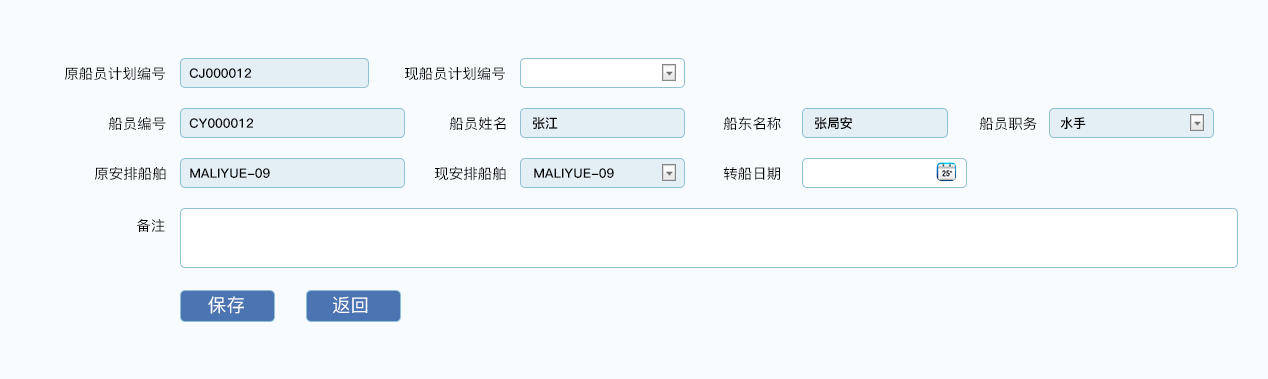 原船员计划编号 CJ000012 现船员计划编号
船员编号 CY000012 船员姓名 张江 船东名称 张局安 船员职务 水手
原安排船舶 MALIYUE-09 现安排船舶 MALIYUE-09 转船日期 25°
备注
保存 返回